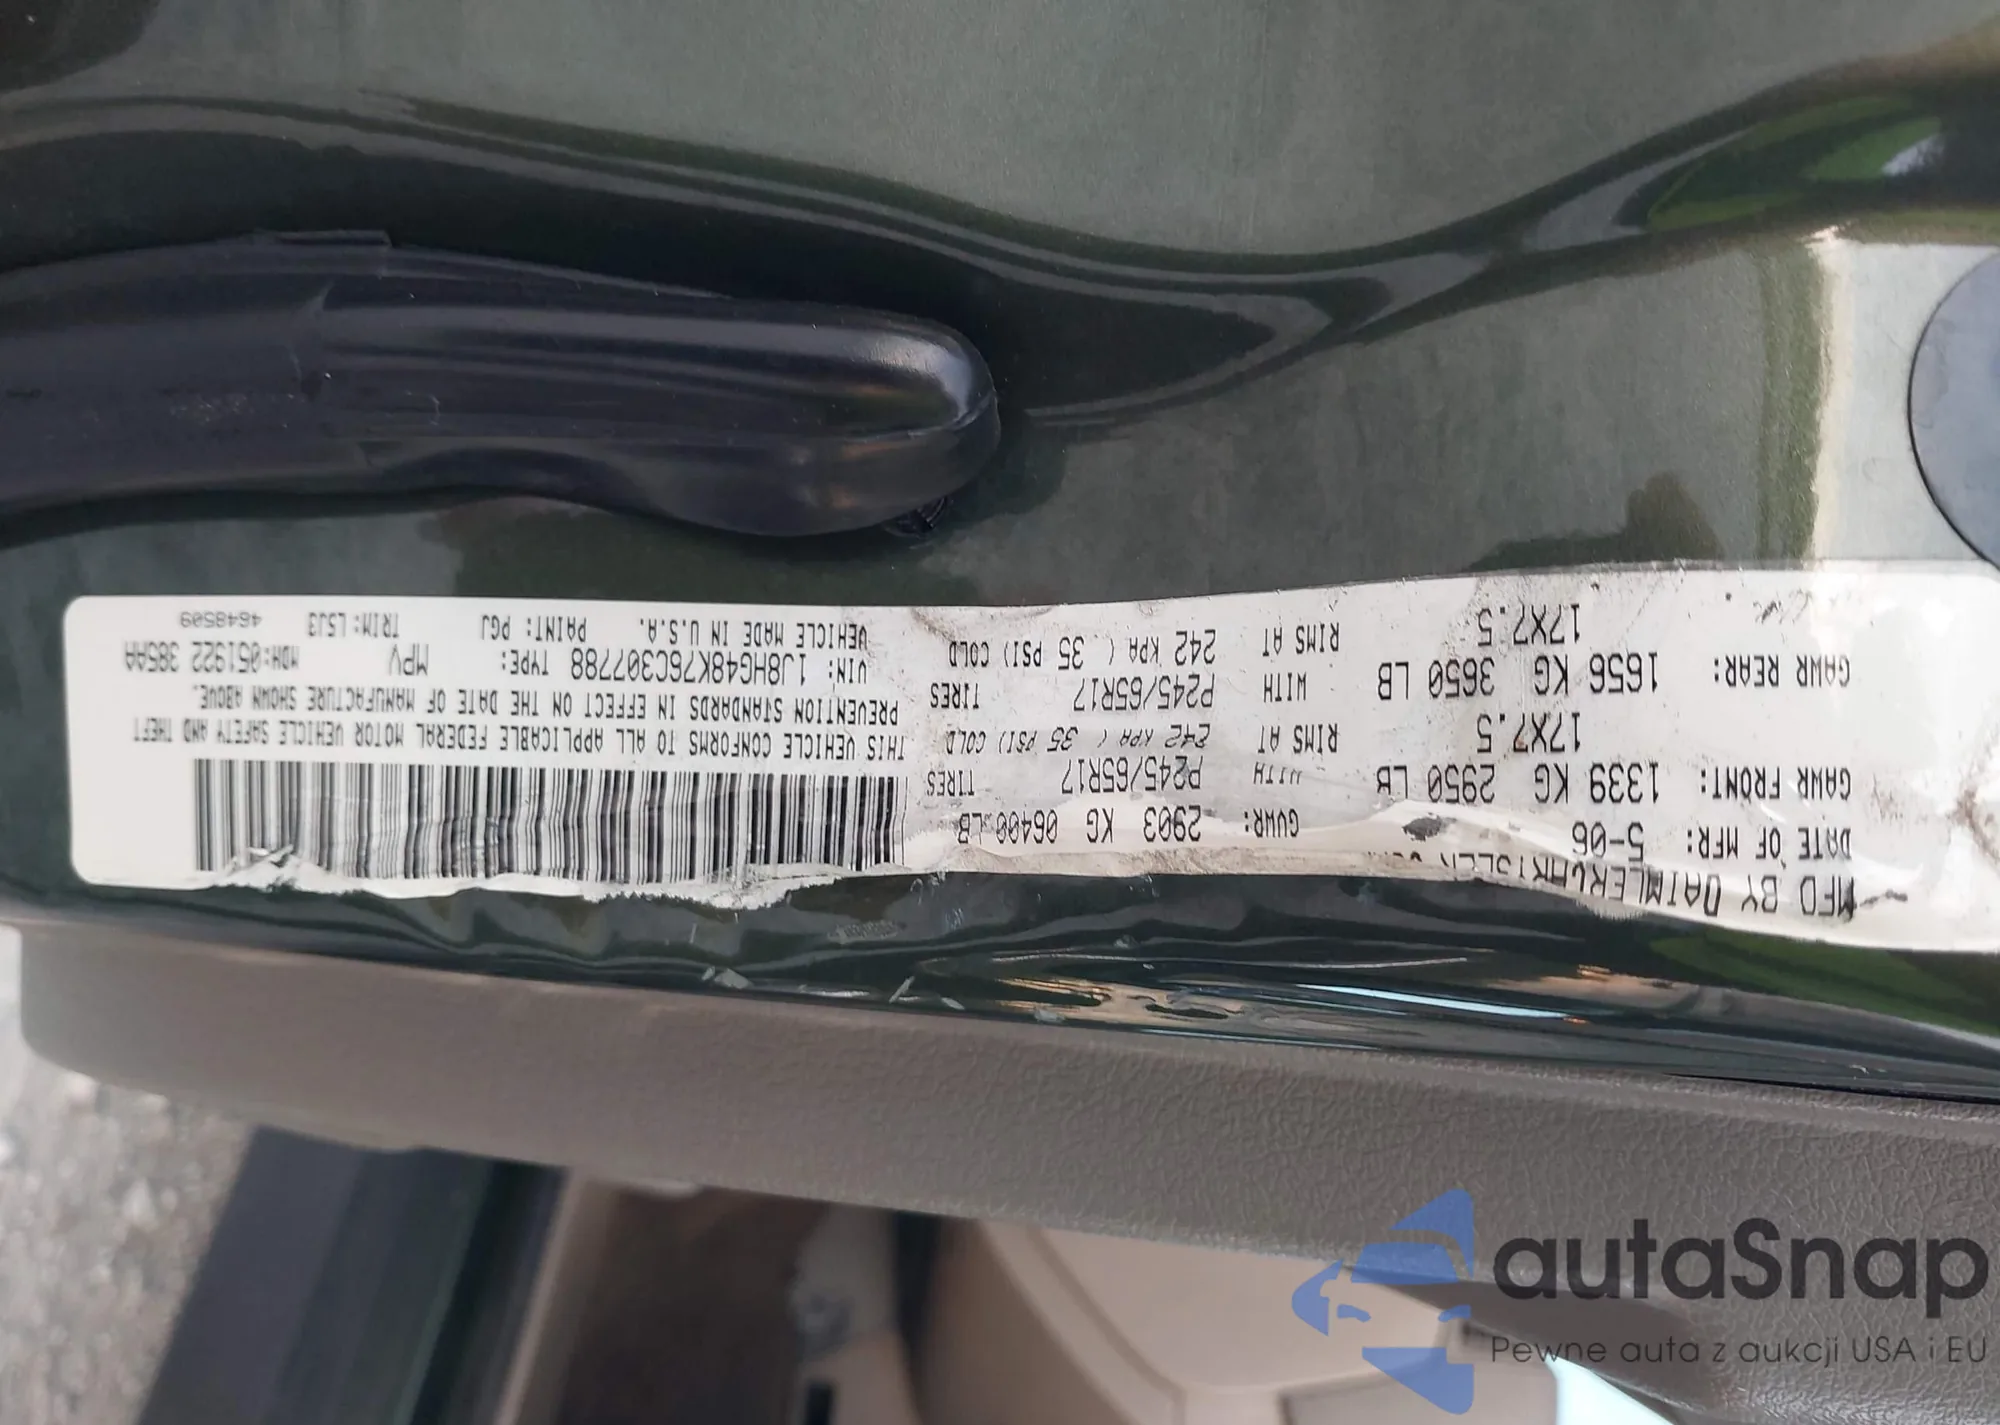 MFD BY DAIMLERCHRYSLER
DATE OF MFR: 5-06 GVWR: 2903 KG 06400 LB
GAWR FRONT: 1339 KG 2950 LB WITH P245/65R17 TIRES
17X7.5 RIMS AT 242 KPA ( 35 PSI) COLD
GAWR REAR: 1656 KG 3650 LB WITH P245/65R17 TIRES
17X7.5 RIMS AT 242 KPA ( 35 PSI) COLD
THIS VEHICLE CONFORMS TO ALL APPLICABLE FEDERAL MOTOR VEHICLE SAFETY AND THEFT
PREVENTION STANDARDS IN EFFECT ON THE DATE OF MANUFACTURE SHOWN ABOVE.
VIN: 1J8HG48K76C307788 TYPE: MPV MDH:051922 385AA
VEHICLE MADE IN U.S.A. PAINT: PGJ TRIM: L5J3 4648509
autaSnap
Pewne auta z aukcji USA i EU